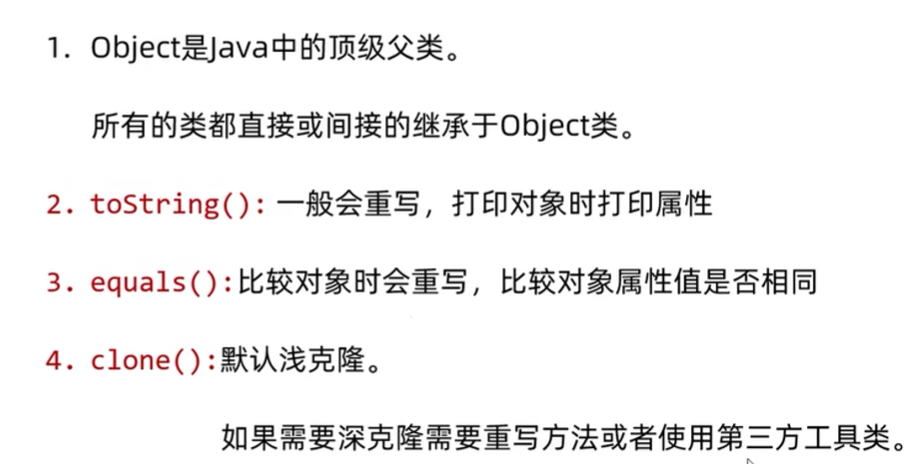 1. Object是Java中的顶级父类。
所有的类都直接或间接的继承于Object类。
2. toString(): 一般会重写，打印对象时打印属性
3. equals():比较对象时会重写，比较对象属性值是否相同
4. clone():默认浅克隆。
如果需要深克隆需要重写方法或者使用第三方工具类。